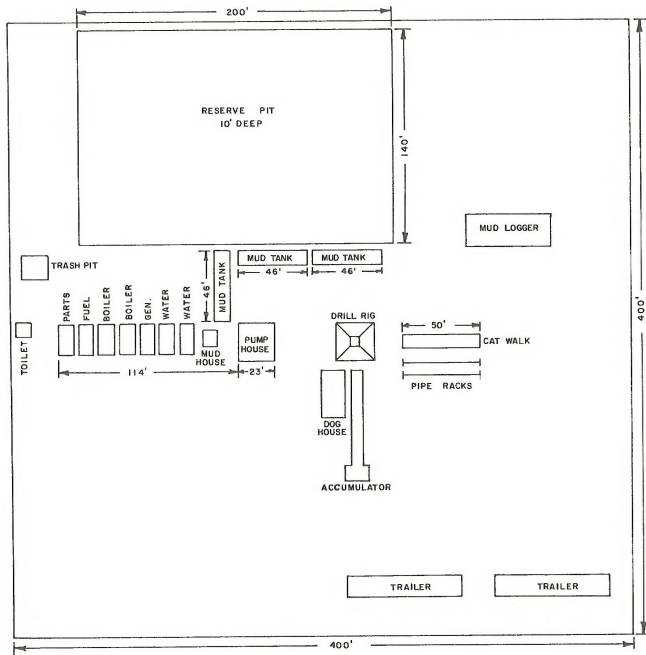 200'
RESERVE PIT
10' DEEP
140'
400'
MUD LOGGER
TRASH PIT
MUD TANK
46'
MUD TANK
46'
MUD TANK
46'
TOILET
PARTS
FUEL
BOILER
BOILER
GEN.
WATER
WATER
MUD
HOUSE
PUMP
HOUSE
DRILL RIG
50'
CAT WALK
PIPE RACKS
114'
23'
DOG
HOUSE
ACCUMULATOR
TRAILER
TRAILER
400'